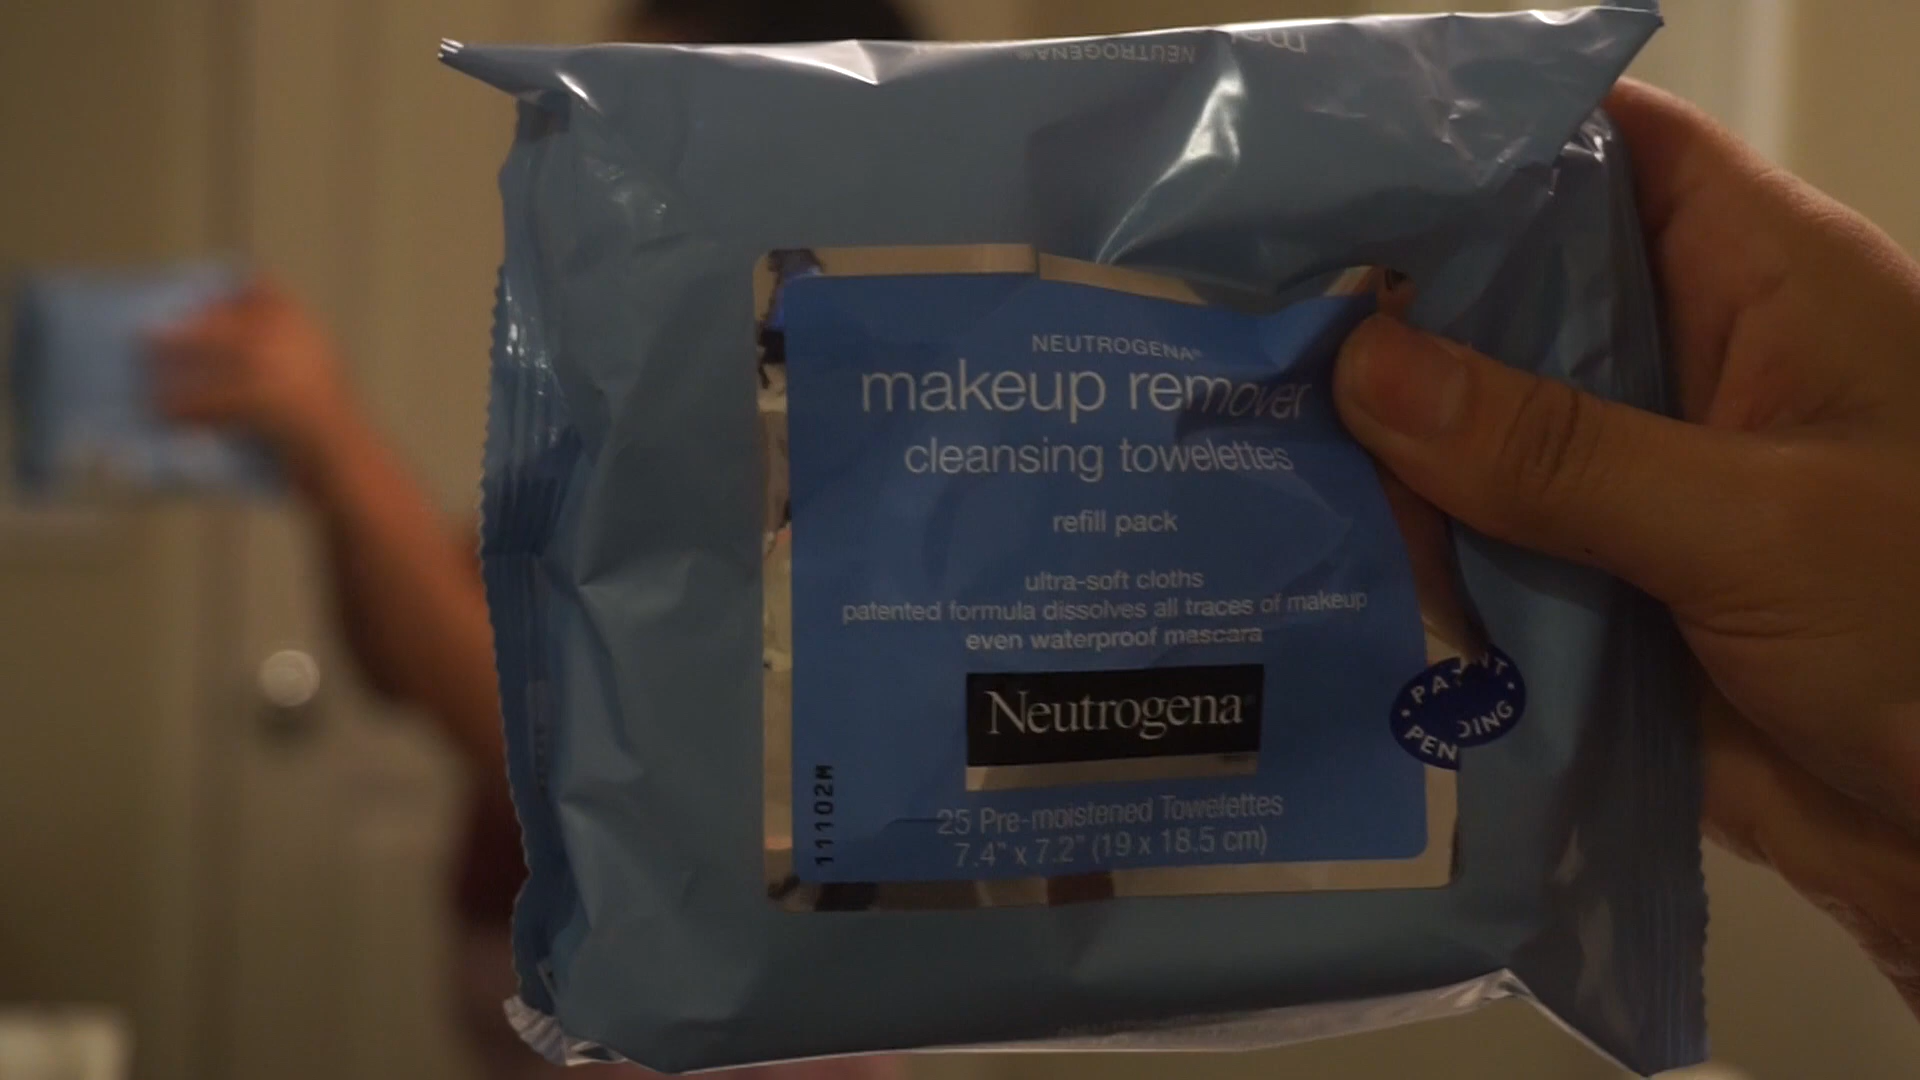 NEUTROGENA®
NEUTROGENA®
makeup remover
cleansing towelettes
refill pack
ultra-soft cloths
patented formula dissolves all traces of makeup
even waterproof mascara
Neutrogena
25 Pre-moistened Towelettes
7.4" x 7.2" (19 x 18.5 cm)
11102M